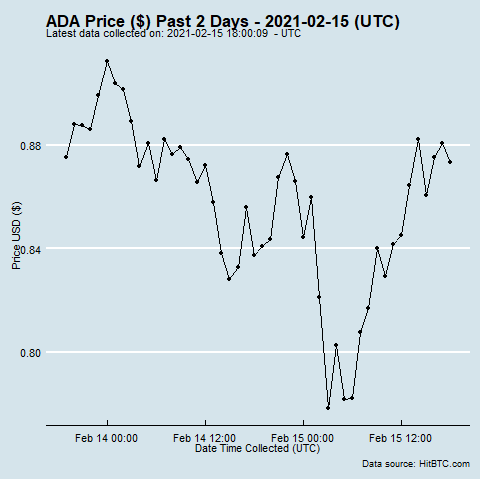 ADA Price ($) Past 2 Days - 2021-02-15 (UTC)
Latest data collected on: 2021-02-15 18:00:09 - UTC
0.88
0.84
0.80
Price USD ($)
Feb 14 00:00
Feb 14 12:00
Feb 15 00:00
Feb 15 12:00
Date Time Collected (UTC)
Data source: HitBTC.com